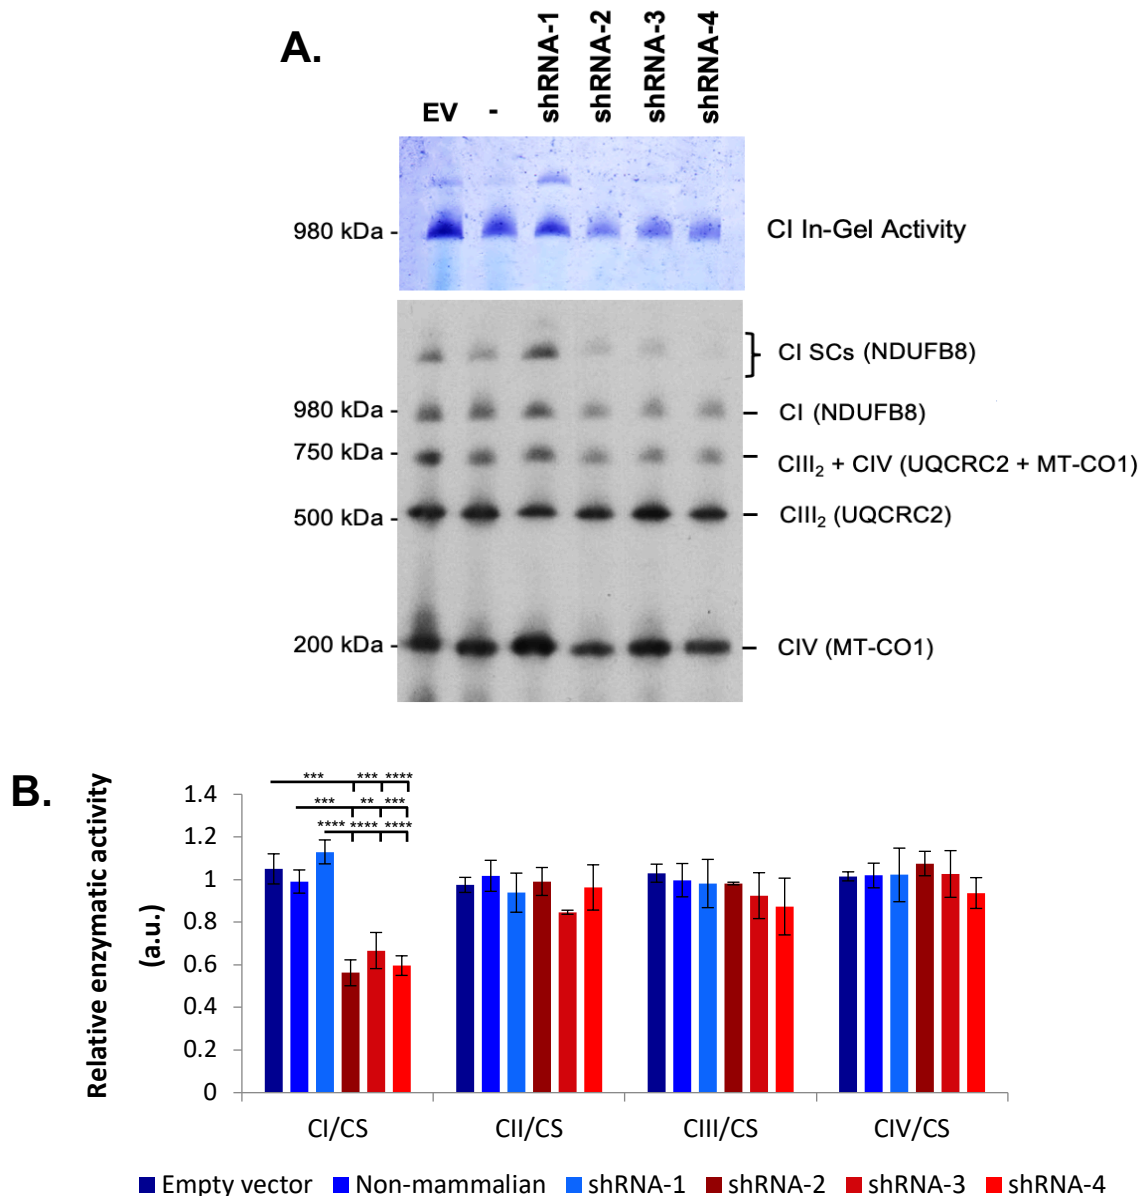 A.
EV - shRNA-1 shRNA-2 shRNA-3 shRNA-4
980 kDa - CI In-Gel Activity
CI SCs (NDUFB8)
980 kDa - CI (NDUFB8)
750 kDa - CIII2 + CIV (UQCRC2 + MT-CO1)
500 kDa - CIII2 (UQCRC2)
200 kDa - CIV (MT-CO1)
B.
Relative enzymatic activity
(a.u.)
*** *** ****
*** ** ***
**** **** ****
1.4
1.2
1
0.8
0.6
0.4
0.2
0
CI/CS CII/CS CIII/CS CIV/CS
Empty vector Non-mammalian shRNA-1 shRNA-2 shRNA-3 shRNA-4